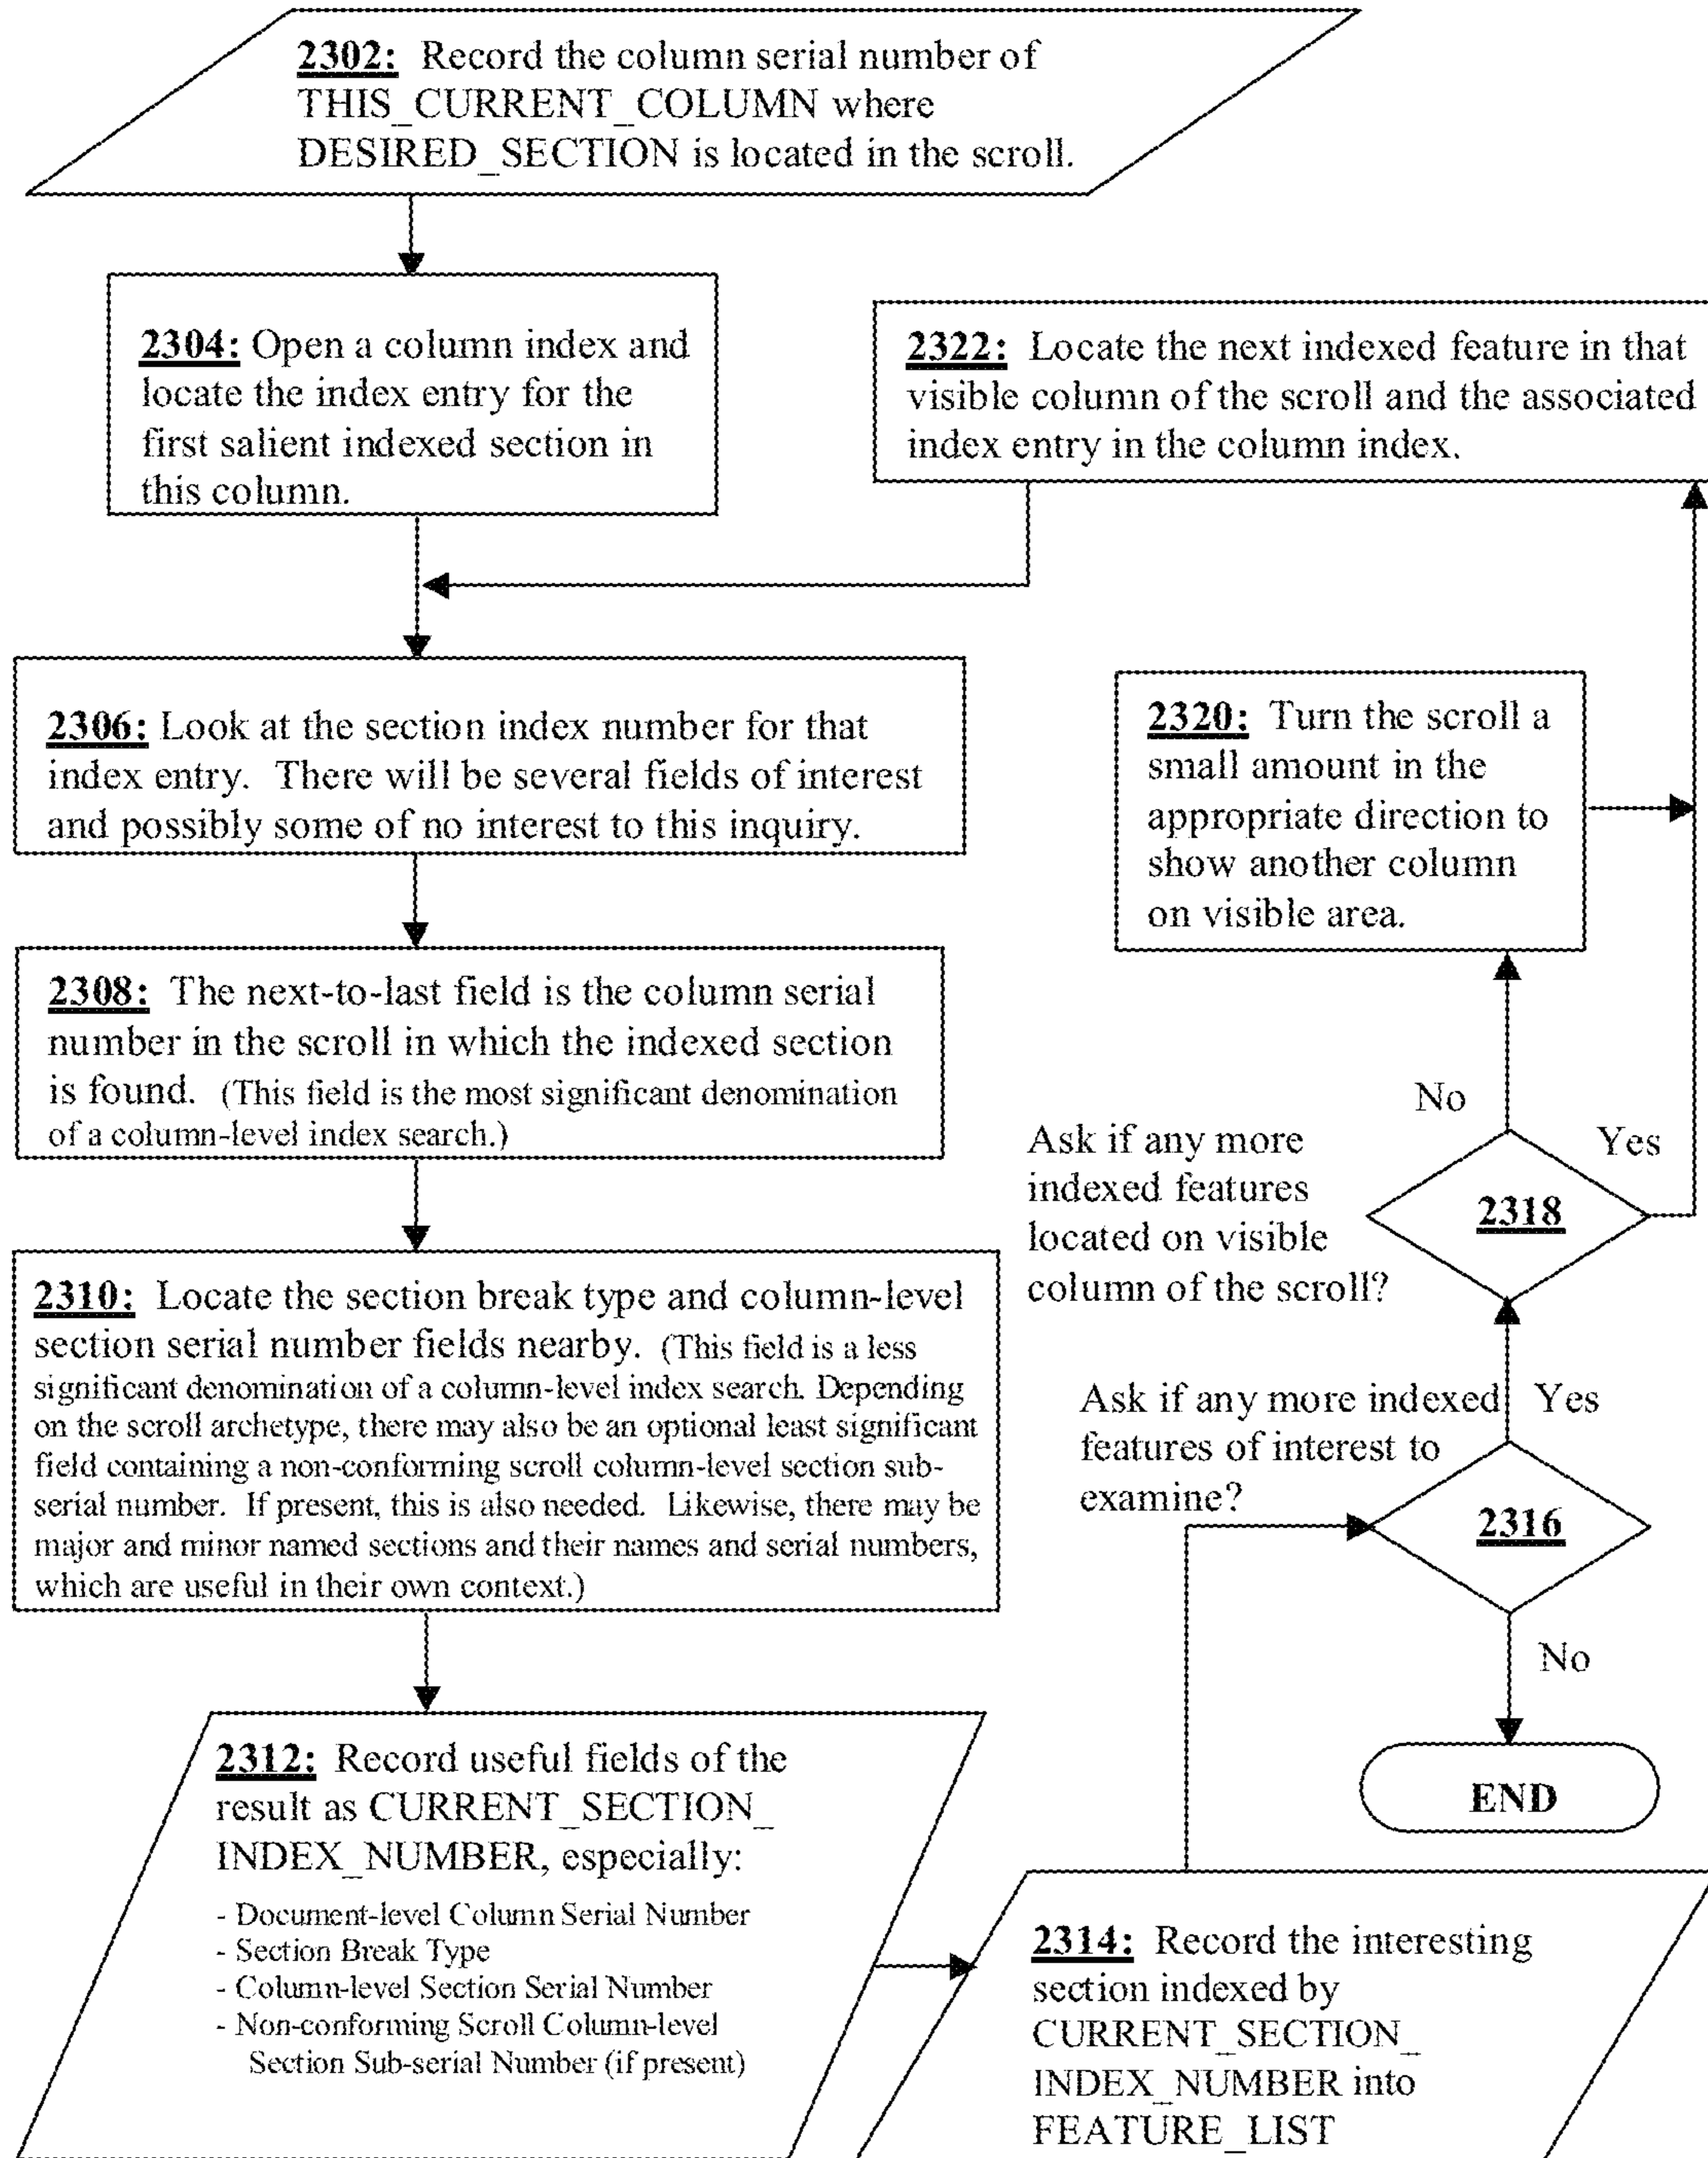 2302: Record the column serial number of
THIS_CURRENT_COLUMN where
DESIRED_SECTION is located in the scroll.
2304: Open a column index and
locate the index entry for the
first salient indexed section in
this column.
2322: Locate the next indexed feature in that
visible column of the scroll and the associated
index entry in the column index.
2306: Look at the section index number for that
index entry. There will be several fields of interest
and possibly some of no interest to this inquiry.
2320: Turn the scroll a
small amount in the
appropriate direction to
show another column
on visible area.
2308: The next-to-last field is the column serial
number in the scroll in which the indexed section
is found. (This field is the most significant denomination
of a column-level index search.)
No
Yes
Ask if any more
indexed features
located on visible
column of the scroll?
2318
2310: Locate the section break type and column-level
section serial number fields nearby. (This field is a less
significant denomination of a column-level index search. Depending
on the scroll archetype, there may also be an optional least significant
field containing a non-conforming scroll column-level section sub-
serial number. If present, this is also needed. Likewise, there may be
major and minor named sections and their names and serial numbers,
which are useful in their own context.)
Ask if any more indexed
features of interest to
examine?
Yes
2316
No
END
2312: Record useful fields of the
result as CURRENT_SECTION_
INDEX_NUMBER, especially:
- Document-level Column Serial Number
- Section Break Type
- Column-level Section Serial Number
- Non-conforming Scroll Column-level
Section Sub-serial Number (if present)
2314: Record the interesting
section indexed by
CURRENT_SECTION_
INDEX_NUMBER into
FEATURE_LIST